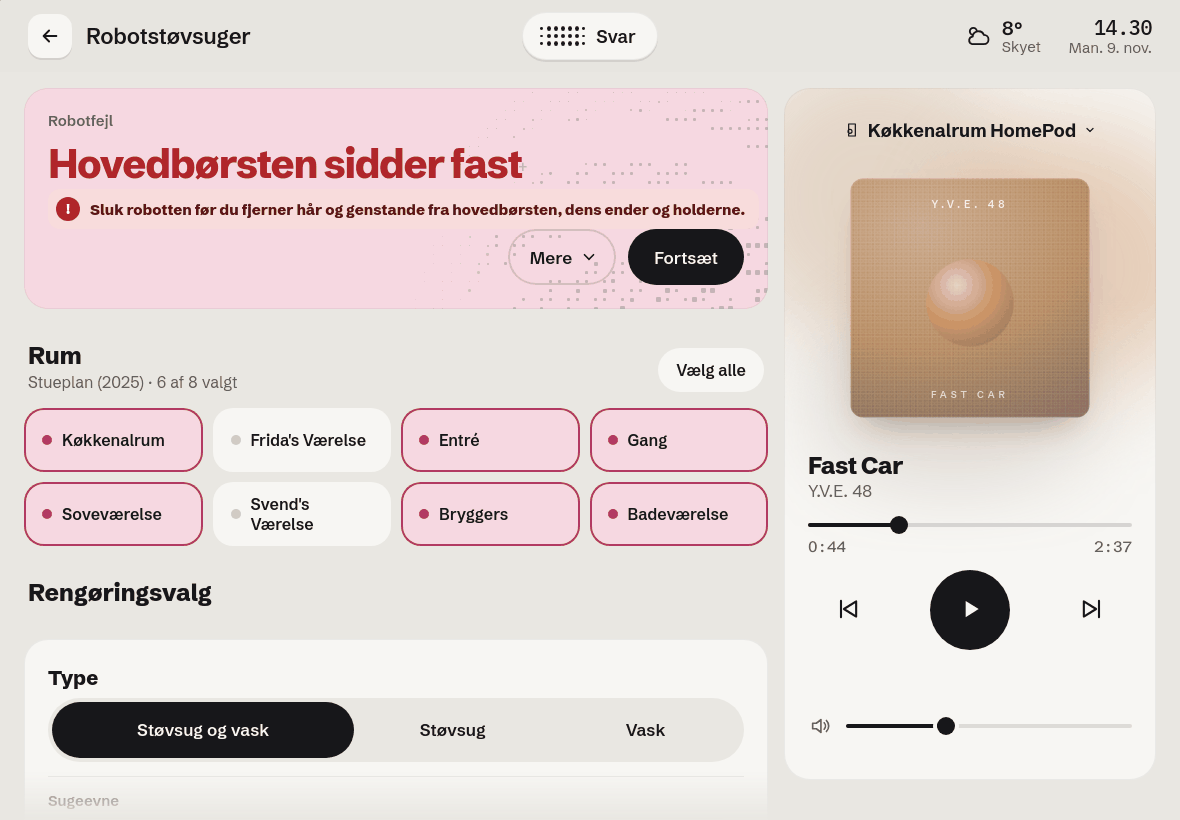 Robotstøvsuger
Svar
8°
Skyet
14.30
Man. 9. nov.
Robotfejl
Hovedbørsten sidder fast
Sluk robotten før du fjerner hår og genstande fra hovedbørsten, dens ender og holderne.
Mere
Fortsæt
Rum
Stueplan (2025) · 6 af 8 valgt
Vælg alle
Køkkenalrum
Frida's Værelse
Entré
Gang
Soveværelse
Svend's
Værelse
Bryggers
Badeværelse
Rengøringsvalg
Type
Støvsug og vask
Støvsug
Vask
Sugeevne
Køkkenalrum HomePod
Y.V.E. 48
FAST CAR
Fast Car
Y.V.E. 48
0:44
2:37